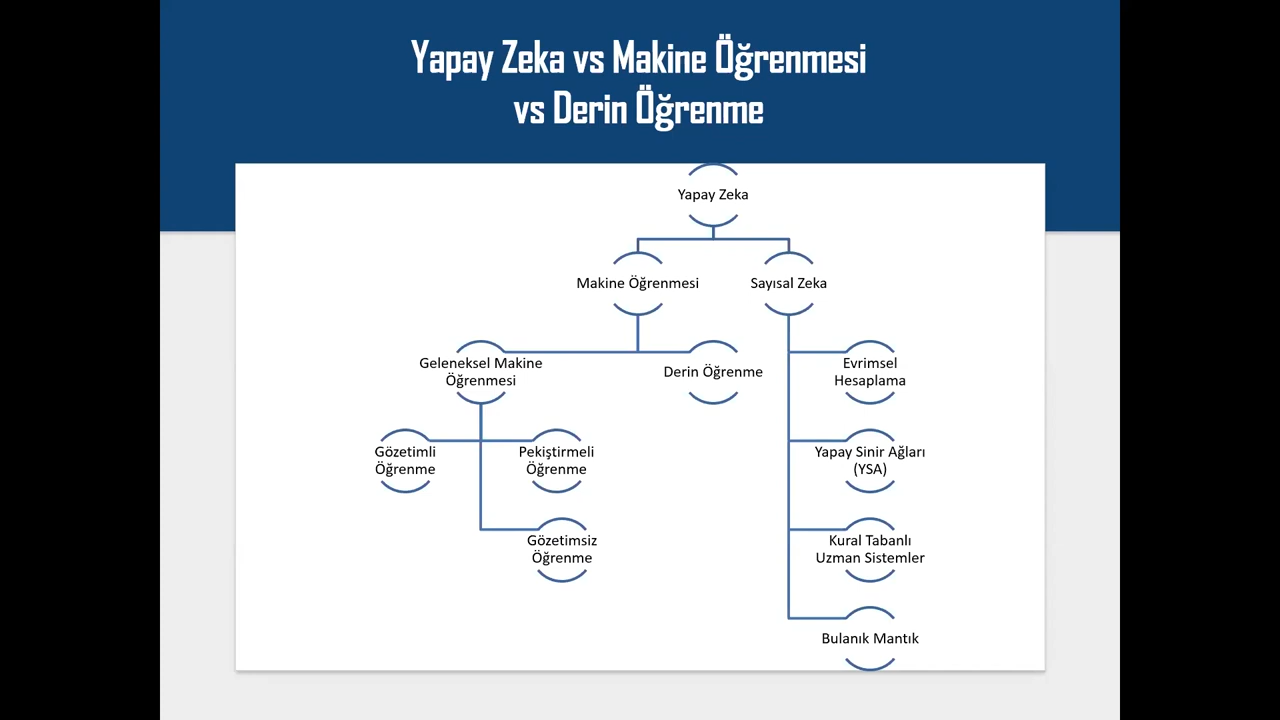 Yapay Zeka vs Makine Öğrenmesi
vs Derin Öğrenme
Yapay Zeka
Makine Öğrenmesi
Sayısal Zeka
Geleneksel Makine
Öğrenmesi
Derin Öğrenme
Evrimsel
Hesaplama
Gözetimli
Öğrenme
Pekiştirmeli
Öğrenme
Yapay Sinir Ağları
(YSA)
Gözetimsiz
Öğrenme
Kural Tabanlı
Uzman Sistemler
Bulanık Mantık